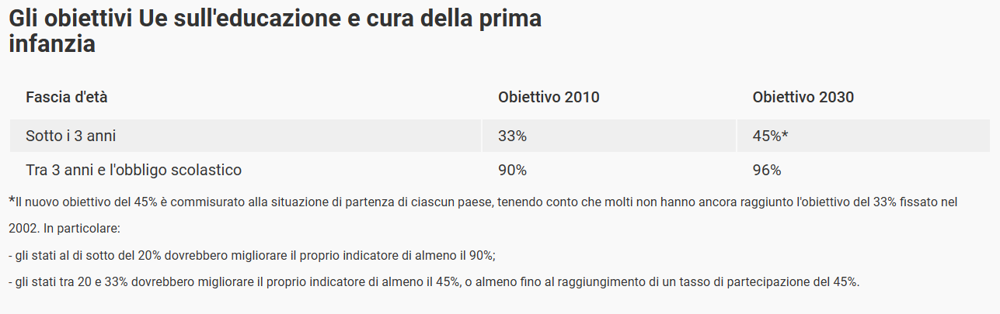 Gli obiettivi Ue sull'educazione e cura della prima
infanzia
Fascia d'età Obiettivo 2010 Obiettivo 2030
Sotto i 3 anni 33% 45%*
Tra 3 anni e l'obbligo scolastico 90% 96%
*Il nuovo obiettivo del 45% è commisurato alla situazione di partenza di ciascun paese, tenendo conto che molti non hanno ancora raggiunto l'obiettivo del 33% fissato nel
2002. In particolare:
- gli stati al di sotto del 20% dovrebbero migliorare il proprio indicatore di almeno il 90%;
- gli stati tra 20 e 33% dovrebbero migliorare il proprio indicatore di almeno il 45%, o almeno fino al raggiungimento di un tasso di partecipazione del 45%.